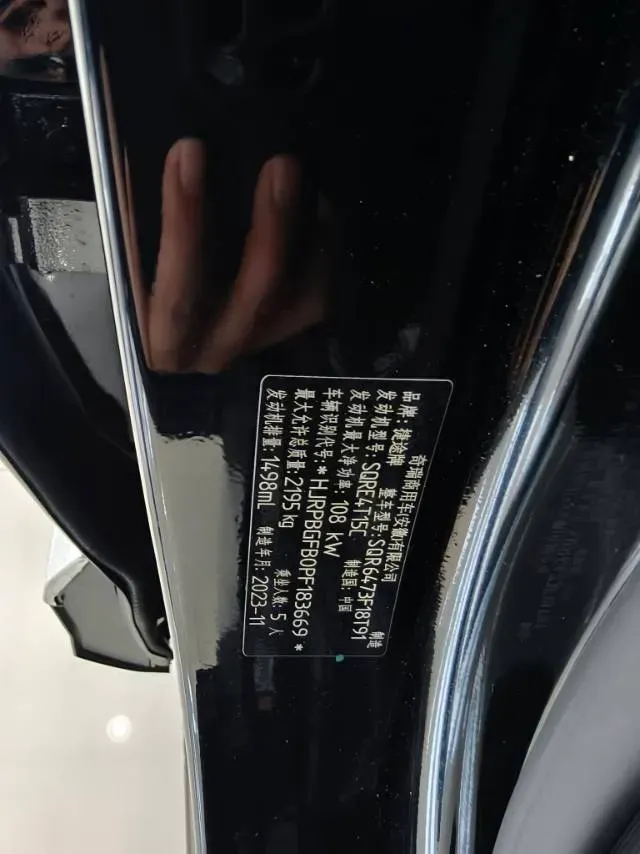 奇瑞商用车(安徽)有限公司 制造
品牌:捷途牌 整车型号:SQR6473F18T91
发动机型号:SQRE4T15C 制造国:中国
发动机最大净功率:108 kW
车辆识别代号:*HJRPBGFB0PF183669*
最大允许总质量:2195kg 乘坐人数:5人
发动机排量:1498mL 制造年月:2023-11